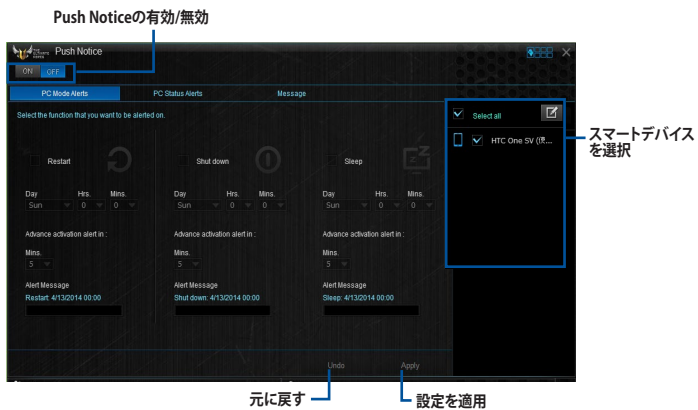 Push Noticeの有効/無効
Push Notice
ON OFF
PC Mode Alerts PC Status Alerts Message
Select the function that you want to be alerted on.
Select all
HTC One SV (便...
スマートデバイス
を選択
Restart Shut down Sleep
Day Hrs. Mins. Day Hrs. Mins. Day Hrs. Mins.
Sun 0 0 Sun 0 0 Sun 0 0
Advance activation alert in : Advance activation alert in : Advance activation alert in :
Mins. Mins. Mins.
5 5 5
Alert Message Alert Message Alert Message
Restart: 4/13/2014 00:00 Shut down: 4/13/2014 00:00 Sleep: 4/13/2014 00:00
Undo Apply
元に戻す 設定を適用